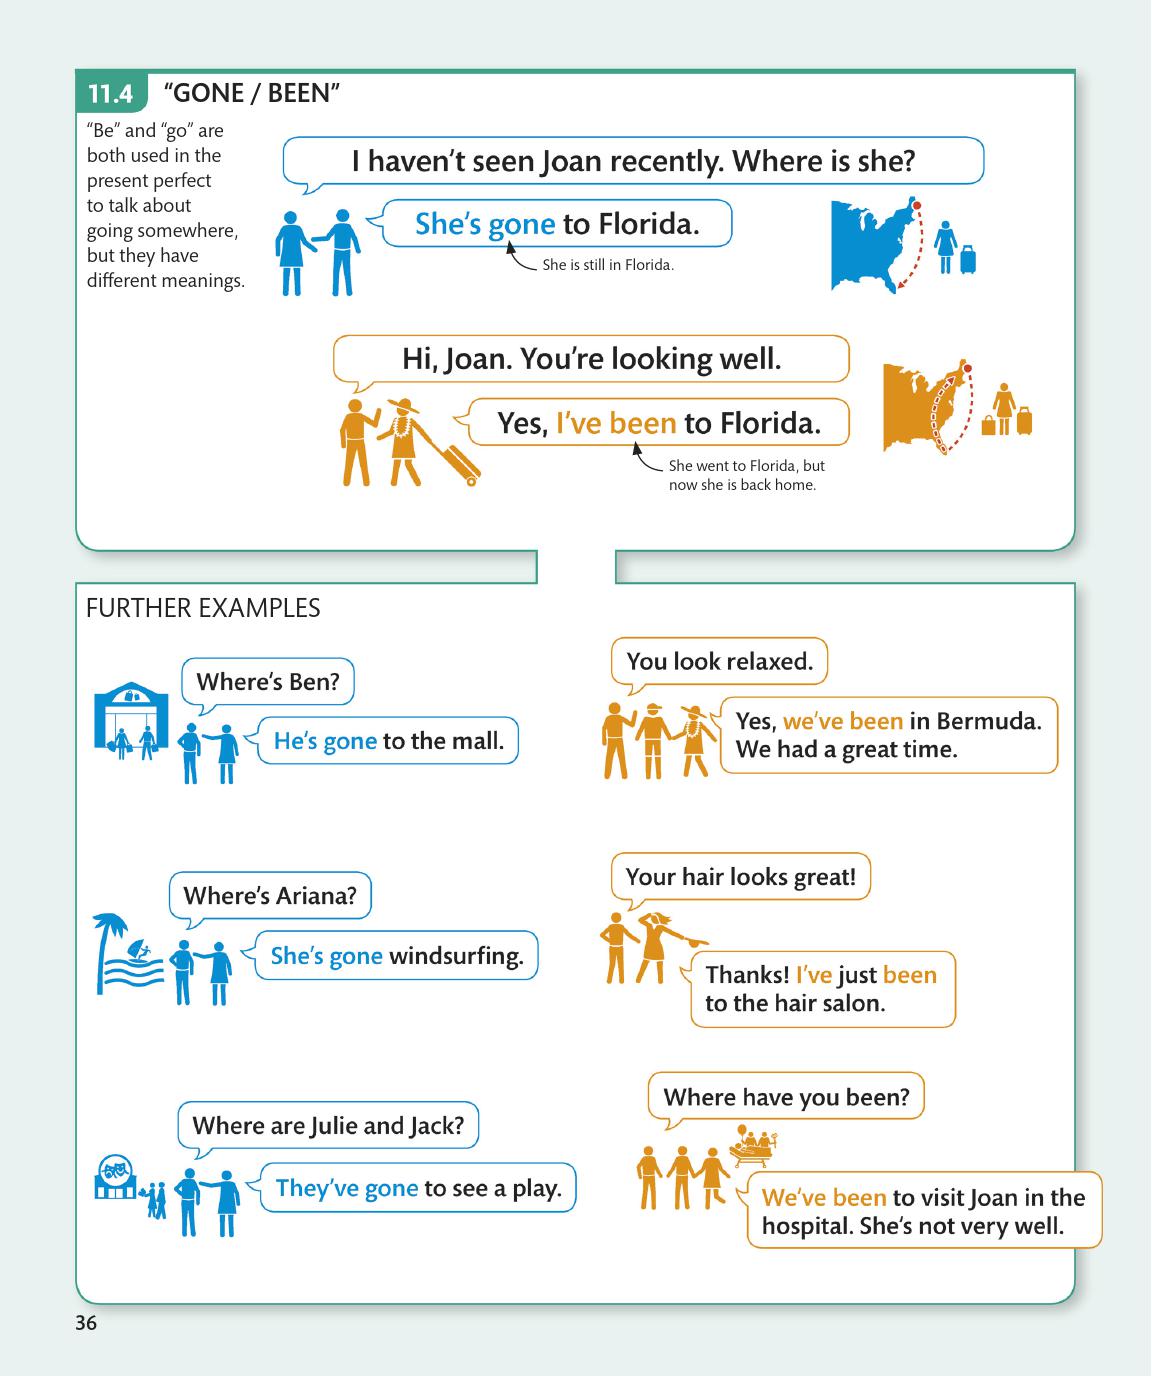 11.4 “GONE / BEEN”
“Be” and “go” are
both used in the
present perfect
to talk about
going somewhere,
but they have
different meanings.
I haven’t seen Joan recently. Where is she?
She’s gone to Florida.
She is still in Florida.
Hi, Joan. You’re looking well.
Yes, I’ve been to Florida.
She went to Florida, but
now she is back home.
FURTHER EXAMPLES
Where’s Ben?
He’s gone to the mall.
You look relaxed.
Yes, we’ve been in Bermuda.
We had a great time.
Where’s Ariana?
She’s gone windsurfing.
Your hair looks great!
Thanks! I’ve just been
to the hair salon.
Where are Julie and Jack?
They’ve gone to see a play.
Where have you been?
We’ve been to visit Joan in the
hospital. She’s not very well.
36